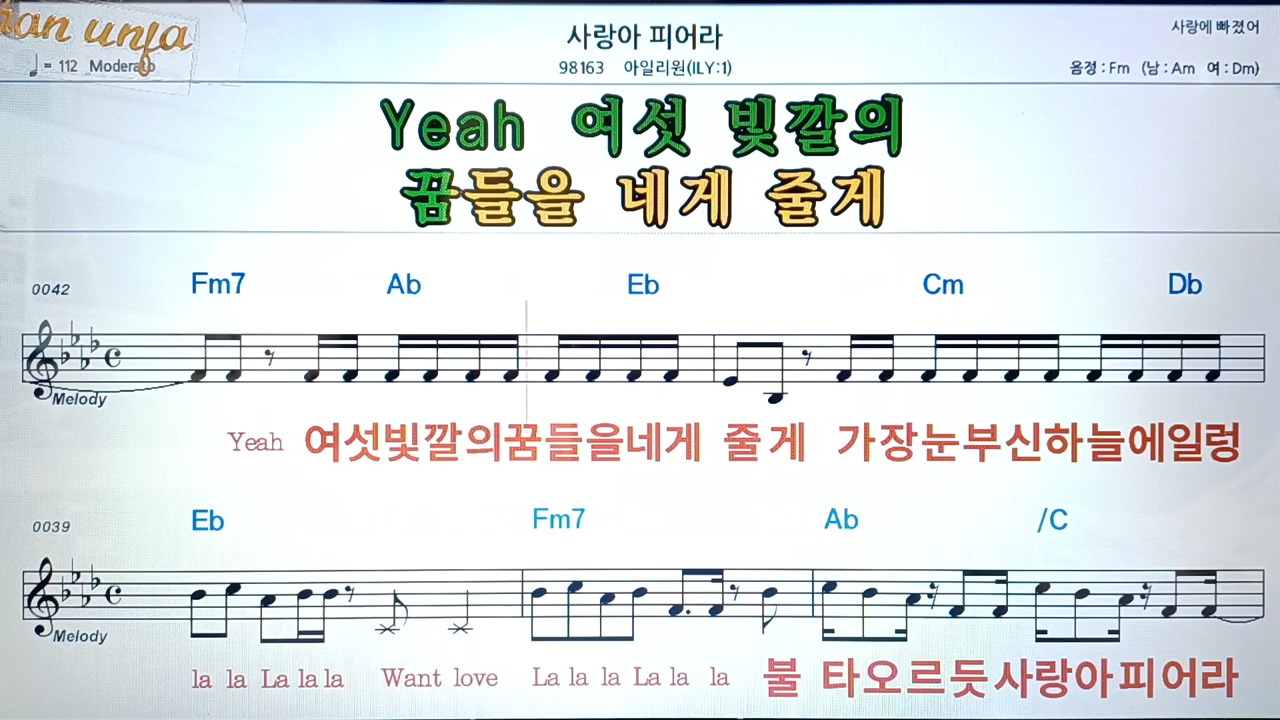 사랑아 피어라
사랑에 빠졌어
♩= 112 Moderato
98163 아일리원(ILY:1)
음정 : Fm (남 : Am 여 : Dm)
Yeah 여섯 빛깔의
꿈들을 네게 줄게
0042 Fm7 Ab Eb Cm Db
Melody
Yeah 여섯빛깔의꿈들을네게 줄게 가장눈부신하늘에일렁
0039 Eb Fm7 Ab /C
Melody
la la La la la Want love La la la La la la 불 타오르듯사랑아피어라